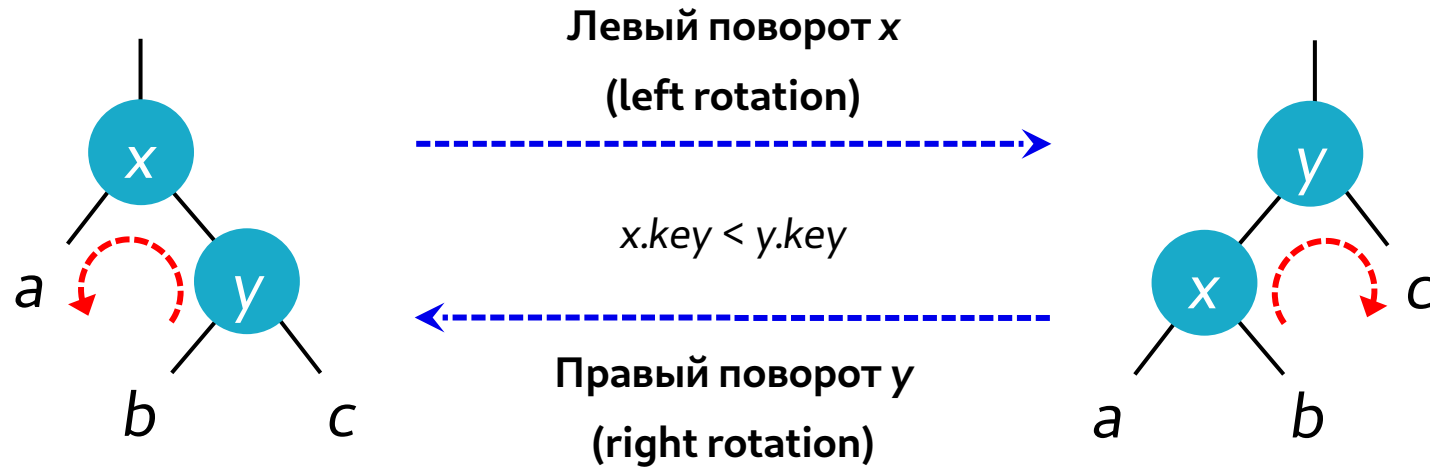 Левый поворот x
(left rotation)
x
y
a
b
c
x.key < y.key
y
x
c
a
b
Правый поворот y
(right rotation)